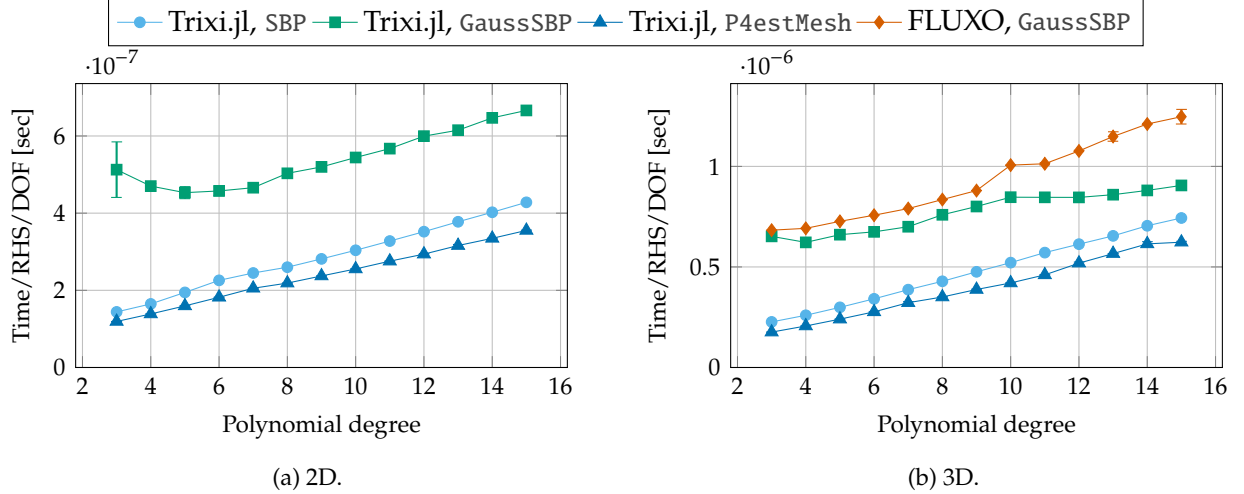 Trixi.jl, SBP Trixi.jl, GaussSBP Trixi.jl, P4estMesh FLUXO, GaussSBP
·10⁻⁷
6
4
2
0
Time/RHS/DOF [sec]
2 4 6 8 10 12 14 16
Polynomial degree
(a) 2D.
·10⁻⁶
1
0.5
0
Time/RHS/DOF [sec]
2 4 6 8 10 12 14 16
Polynomial degree
(b) 3D.